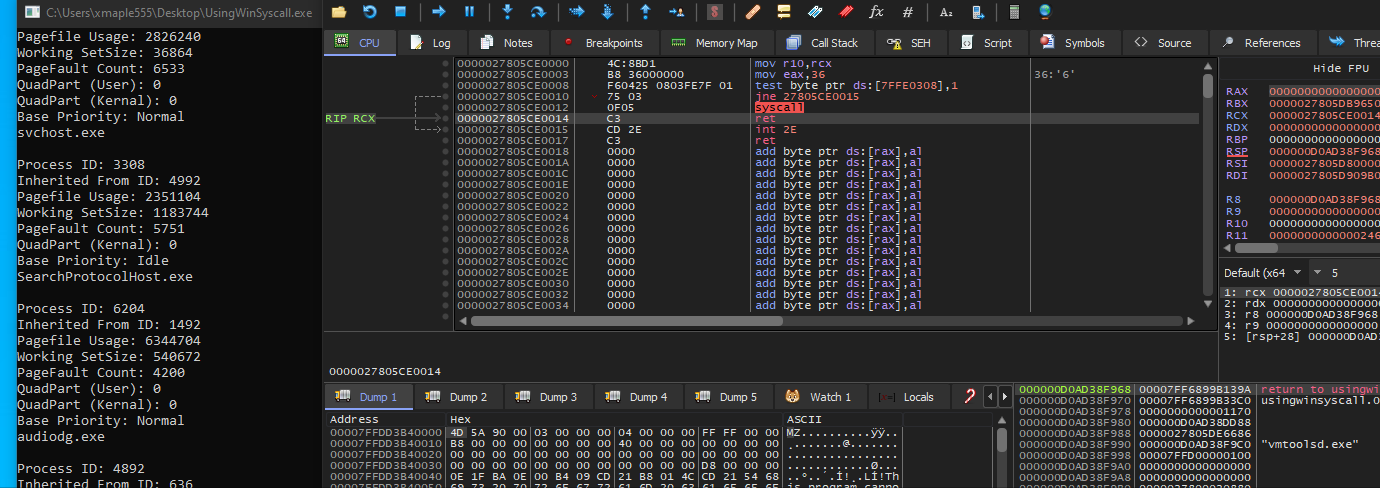 C:\Users\xmaple555\Desktop\UsingWinSyscall.exe
Pagefile Usage: 2826240
Working SetSize: 36864
PageFault Count: 6533
QuadPart (User): 0
QuadPart (Kernal): 0
Base Priority: Normal
svchost.exe
Process ID: 3308
Inherited From ID: 4992
Pagefile Usage: 2351104
Working SetSize: 1183744
PageFault Count: 5751
QuadPart (Kernal): 0
Base Priority: Idle
SearchProtocolHost.exe
Process ID: 6204
Inherited From ID: 1492
Pagefile Usage: 6344704
Working SetSize: 540672
PageFault Count: 4200
QuadPart (User): 0
QuadPart (Kernal): 0
Base Priority: Normal
audiodg.exe
Process ID: 4892
Inherited From ID: 636
CPU Log Notes Breakpoints Memory Map Call Stack SEH Script Symbols Source References Threa
0000027805CE0000 4C:8BD1 mov r10,rcx
0000027805CE0003 B8 36000000 mov eax,36 36:'6'
0000027805CE0008 F60425 0803FE7F 01 test byte ptr ds:[7FFE0308],1
0000027805CE0010 75 03 jne 27805CE0015
0000027805CE0012 0F05 syscall
RIP RCX 0000027805CE0014 C3 ret
0000027805CE0015 CD 2E int 2E
0000027805CE0017 C3 ret
0000027805CE0018 0000 add byte ptr ds:[rax],al
0000027805CE001A 0000 add byte ptr ds:[rax],al
0000027805CE001C 0000 add byte ptr ds:[rax],al
0000027805CE001E 0000 add byte ptr ds:[rax],al
0000027805CE0020 0000 add byte ptr ds:[rax],al
0000027805CE0022 0000 add byte ptr ds:[rax],al
0000027805CE0024 0000 add byte ptr ds:[rax],al
0000027805CE0026 0000 add byte ptr ds:[rax],al
0000027805CE0028 0000 add byte ptr ds:[rax],al
0000027805CE002A 0000 add byte ptr ds:[rax],al
0000027805CE002C 0000 add byte ptr ds:[rax],al
0000027805CE002E 0000 add byte ptr ds:[rax],al
0000027805CE0030 0000 add byte ptr ds:[rax],al
0000027805CE0032 0000 add byte ptr ds:[rax],al
0000027805CE0034 0000 add byte ptr ds:[rax],al
0000027805CE0014
Hide FPU
RAX 0000000000000000
RBX 0000027805DB9650
RCX 0000027805CE0014
RDX 0000000000000000
RBP 0000000000000000
RSP 000000D0AD38F968
RSI 0000027805D80000
RDI 0000027805D909B0
R8 000000D0AD38F968
R9 0000000000000000
R10 0000000000000000
R11 0000000000000246
Default (x64 5
1: rcx 0000027805CE0014
2: rdx 0000000000000000
3: r8 000000D0AD38F968
4: r9 0000000000000000
5: [rsp+28] 000000D0AD3
Dump 1 Dump 2 Dump 3 Dump 4 Dump 5 Watch 1 Locals
Address Hex ASCII
00007FFDD3B40000 4D 5A 90 00 03 00 00 00 04 00 00 00 FF FF 00 00 MZ..........ÿÿ..
00007FFDD3B40010 B8 00 00 00 00 00 00 00 40 00 00 00 00 00 00 00 ¸.......@.......
00007FFDD3B40020 00 00 00 00 00 00 00 00 00 00 00 00 00 00 00 00 ................
00007FFDD3B40030 00 00 00 00 00 00 00 00 00 00 00 00 D8 00 00 00 ............Ø...
00007FFDD3B40040 0E 1F BA 0E 00 B4 09 CD 21 B8 01 4C CD 21 54 68 ..º..´.Í!¸.LÍ!Th
000000D0AD38F968 00007FF6899B139A return to usingwi
000000D0AD38F970 00007FF6899B33C0 usingwinsyscall.0
000000D0AD38F978 0000000000001170
000000D0AD38F980 000000D0AD38DD88
000000D0AD38F988 0000027805DE6686
000000D0AD38F990 000000D0AD38F9C0 "vmtoolsd.exe"
000000D0AD38F998 00007FFD00000100
000000D0AD38F9A0 0000000000000000
000000D0AD38F9A8 0000000000000000